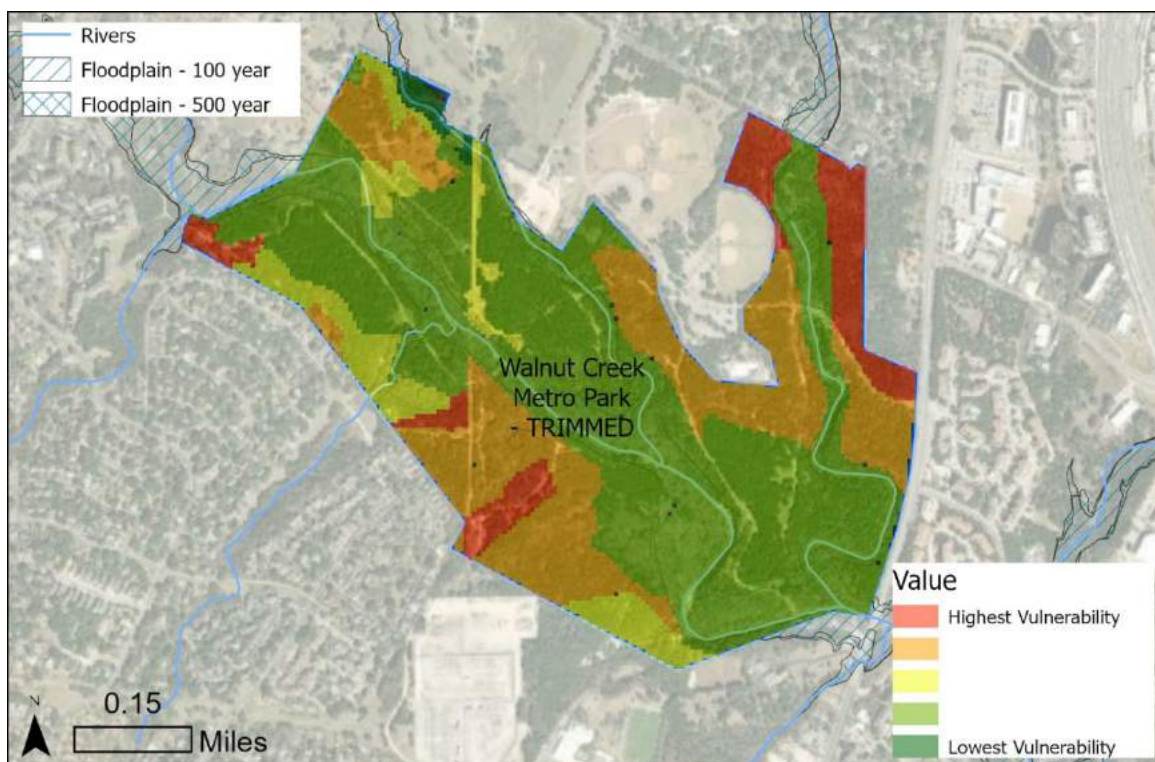 Rivers
Floodplain - 100 year
Floodplain - 500 year
Walnut Creek
Metro Park
- TRIMMED
Value
Highest Vulnerability
Lowest Vulnerability
N
0.15
Miles